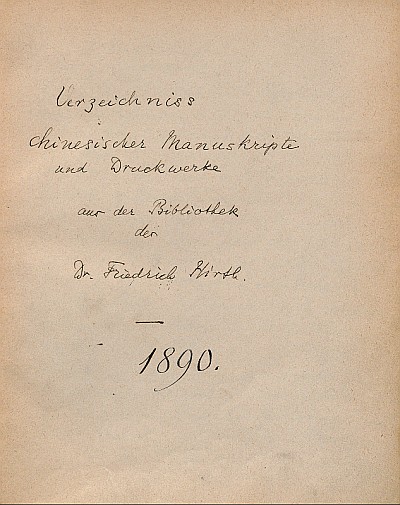 Verzeichniss
chinesischer Manuskripte
und Druckwerke
aus der Bibliothek
des
Dr. Friedrich Hirth.
1890.